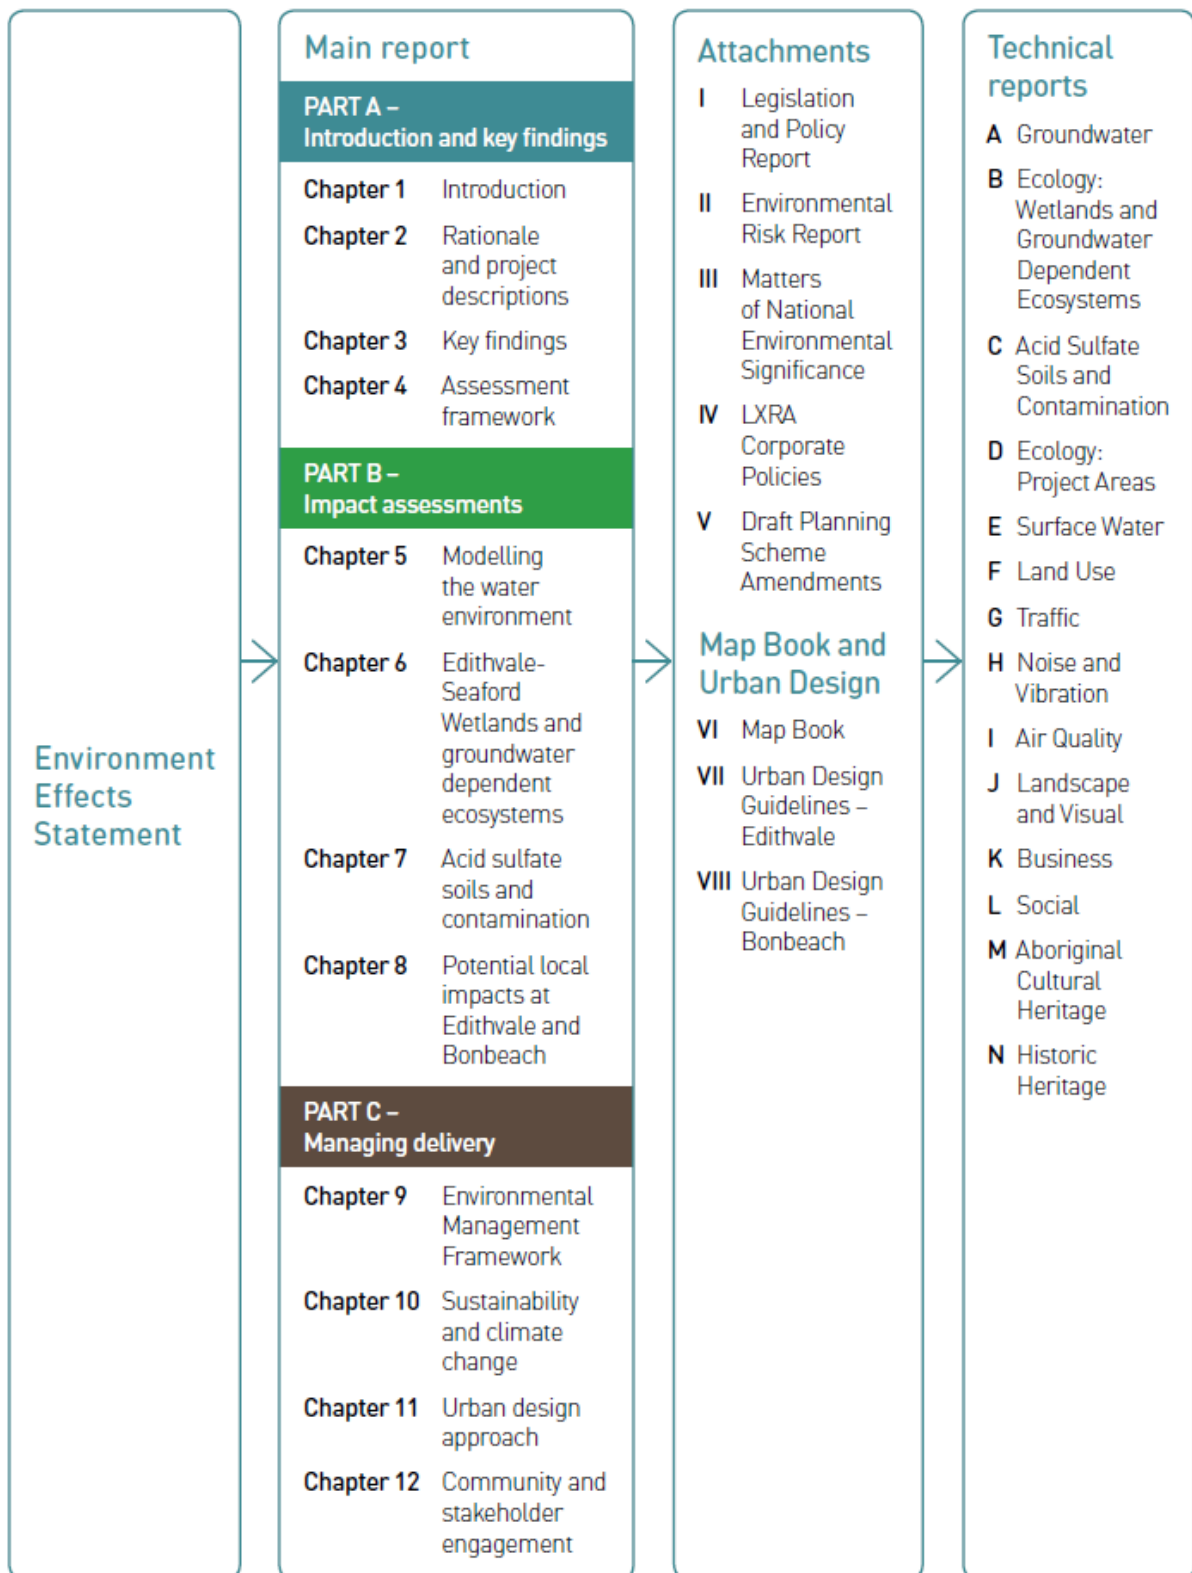 Environment
Effects
Statement
Main report
PART A –
Introduction and key findings
Chapter 1 Introduction
Chapter 2 Rationale
and project
descriptions
Chapter 3 Key findings
Chapter 4 Assessment
framework
PART B –
Impact assessments
Chapter 5 Modelling
the water
environment
Chapter 6 Edithvale-
Seaford
Wetlands and
groundwater
dependent
ecosystems
Chapter 7 Acid sulfate
soils and
contamination
Chapter 8 Potential local
impacts at
Edithvale and
Bonbeach
PART C –
Managing delivery
Chapter 9 Environmental
Management
Framework
Chapter 10 Sustainability
and climate
change
Chapter 11 Urban design
approach
Chapter 12 Community and
stakeholder
engagement
Attachments
I Legislation
and Policy
Report
II Environmental
Risk Report
III Matters
of National
Environmental
Significance
IV LXRA
Corporate
Policies
V Draft Planning
Scheme
Amendments
Map Book and
Urban Design
VI Map Book
VII Urban Design
Guidelines –
Edithvale
VIII Urban Design
Guidelines –
Bonbeach
Technical
reports
A Groundwater
B Ecology:
Wetlands and
Groundwater
Dependent
Ecosystems
C Acid Sulfate
Soils and
Contamination
D Ecology:
Project Areas
E Surface Water
F Land Use
G Traffic
H Noise and
Vibration
I Air Quality
J Landscape
and Visual
K Business
L Social
M Aboriginal
Cultural
Heritage
N Historic
Heritage